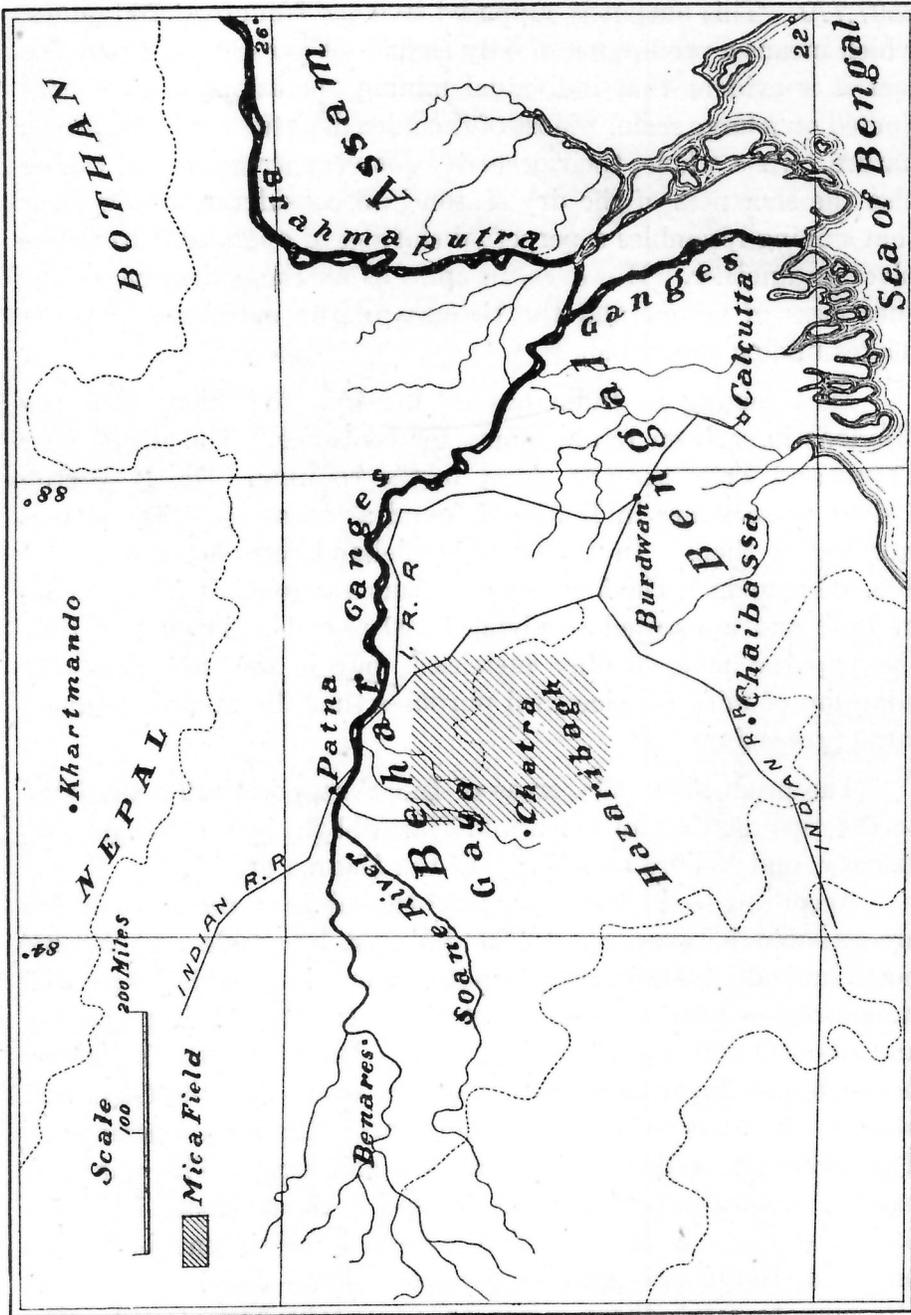 BOTHAN
26°
Assam
Brahmaputra
22
Sea of Bengal
Ganges
Calçutta
88°
Khartmando
NEPAL
Ganges
I. R. R
Bengal
Burdwan
Chaibassa
R. R
INDIAN
Patna
Behar
Gaya
Chatra
Hazaribagh
INDIAN R.R
River Soane
84°
Benares
Scale
100 200 Miles
Mica Field